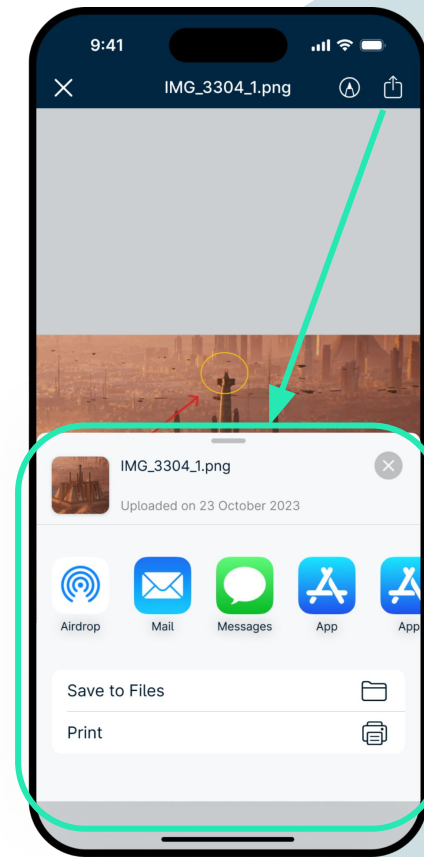 9:41
IMG_3304_1.png
IMG_3304_1.png
Uploaded on 23 October 2023
Airdrop Mail Messages App App
Save to Files
Print